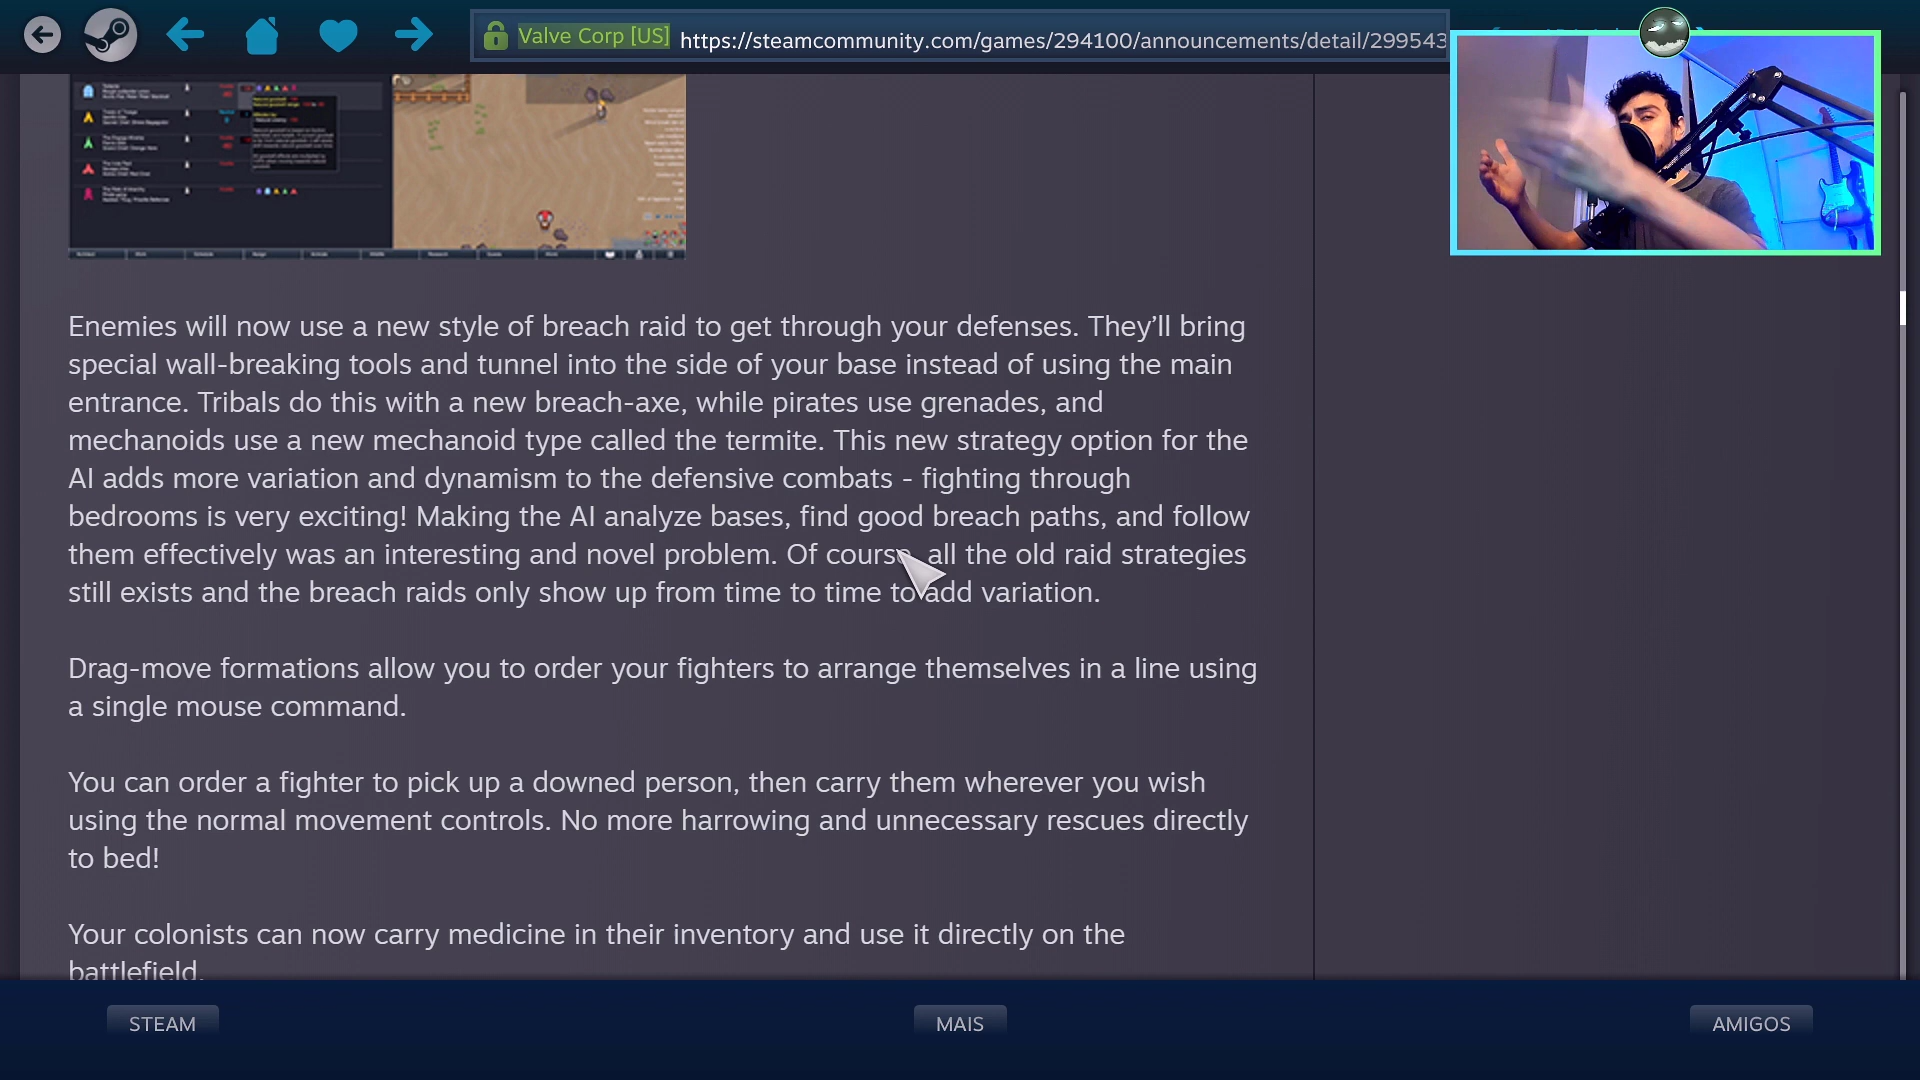 Valve Corp [US] https://steamcommunity.com/games/294100/announcements/detail/299543
Enemies will now use a new style of breach raid to get through your defenses. They’ll bring
special wall-breaking tools and tunnel into the side of your base instead of using the main
entrance. Tribals do this with a new breach-axe, while pirates use grenades, and
mechanoids use a new mechanoid type called the termite. This new strategy option for the
AI adds more variation and dynamism to the defensive combats - fighting through
bedrooms is very exciting! Making the AI analyze bases, find good breach paths, and follow
them effectively was an interesting and novel problem. Of course, all the old raid strategies
still exists and the breach raids only show up from time to time to add variation.
Drag-move formations allow you to order your fighters to arrange themselves in a line using
a single mouse command.
You can order a fighter to pick up a downed person, then carry them wherever you wish
using the normal movement controls. No more harrowing and unnecessary rescues directly
to bed!
Your colonists can now carry medicine in their inventory and use it directly on the
battlefield.
STEAM
MAIS
AMIGOS